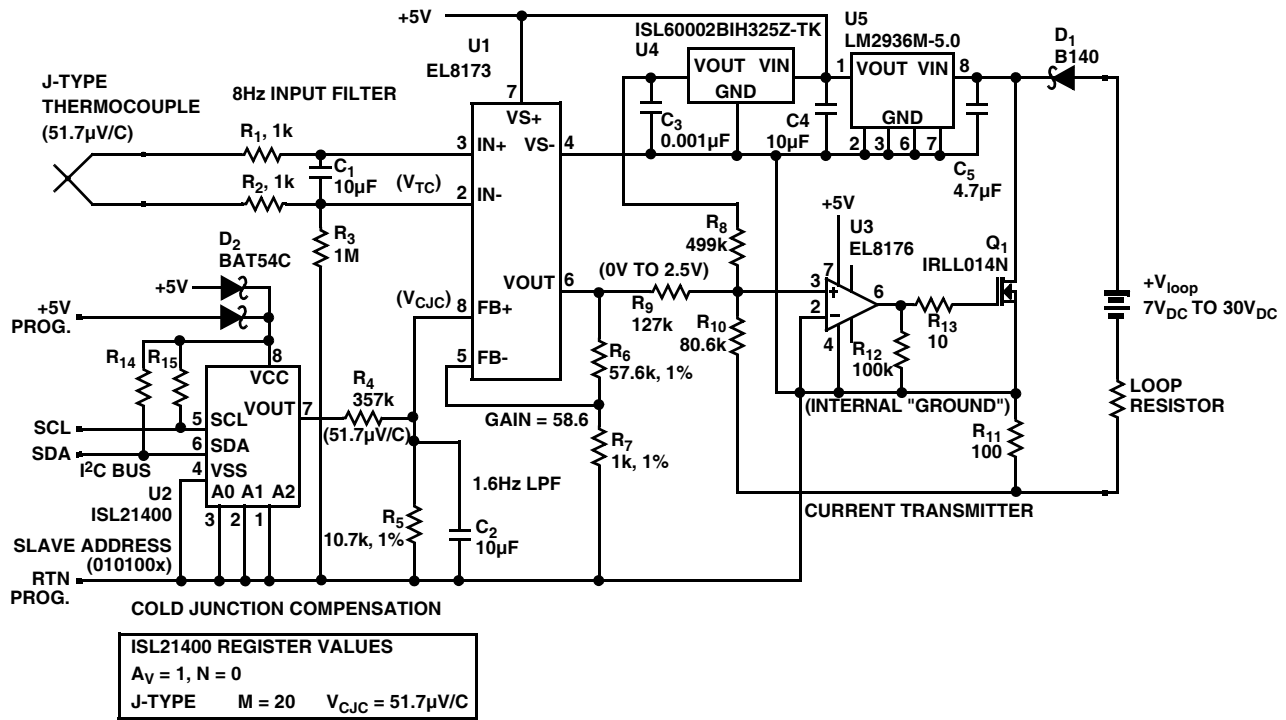 +5V
ISL60002BIH325Z-TK
U4
U5
LM2936M-5.0
D1
B140
U1
EL8173
VOUT VIN
GND
1
VOUT VIN
8
GND
2 3 6 7
J-TYPE
THERMOCOUPLE
(51.7µV/C)
8Hz INPUT FILTER
7
VS+
C3
0.001µF
C4
10µF
C5
4.7µF
R1, 1k
3
IN+
VS-
4
C1
10µF
R2, 1k
(VTC)
2
IN-
R3
1M
+5V
U3
EL8176
R8
499k
Q1
IRLL014N
D2
BAT54C
+5V
+5V
PROG.
VOUT
6
(0V TO 2.5V)
R9
127k
7
3
+
2
−
6
4
R13
10
+Vloop
7VDC TO 30VDC
(VCJC)
8
FB+
R10
80.6k
R12
100k
5
FB-
R6
57.6k, 1%
R14
R15
8
VCC
R4
357k
(51.7µV/C)
VOUT
7
GAIN = 58.6
(INTERNAL "GROUND")
LOOP
RESISTOR
SCL
5
SCL
SDA
6
SDA
I2C BUS
4
VSS
R7
1k, 1%
R11
100
U2
ISL21400
A0 A1 A2
3 2 1
1.6Hz LPF
CURRENT TRANSMITTER
R5
10.7k, 1%
C2
10µF
SLAVE ADDRESS
(010100x)
RTN
PROG.
COLD JUNCTION COMPENSATION
ISL21400 REGISTER VALUES
AV = 1, N = 0
J-TYPE M = 20 VCJC = 51.7µV/C